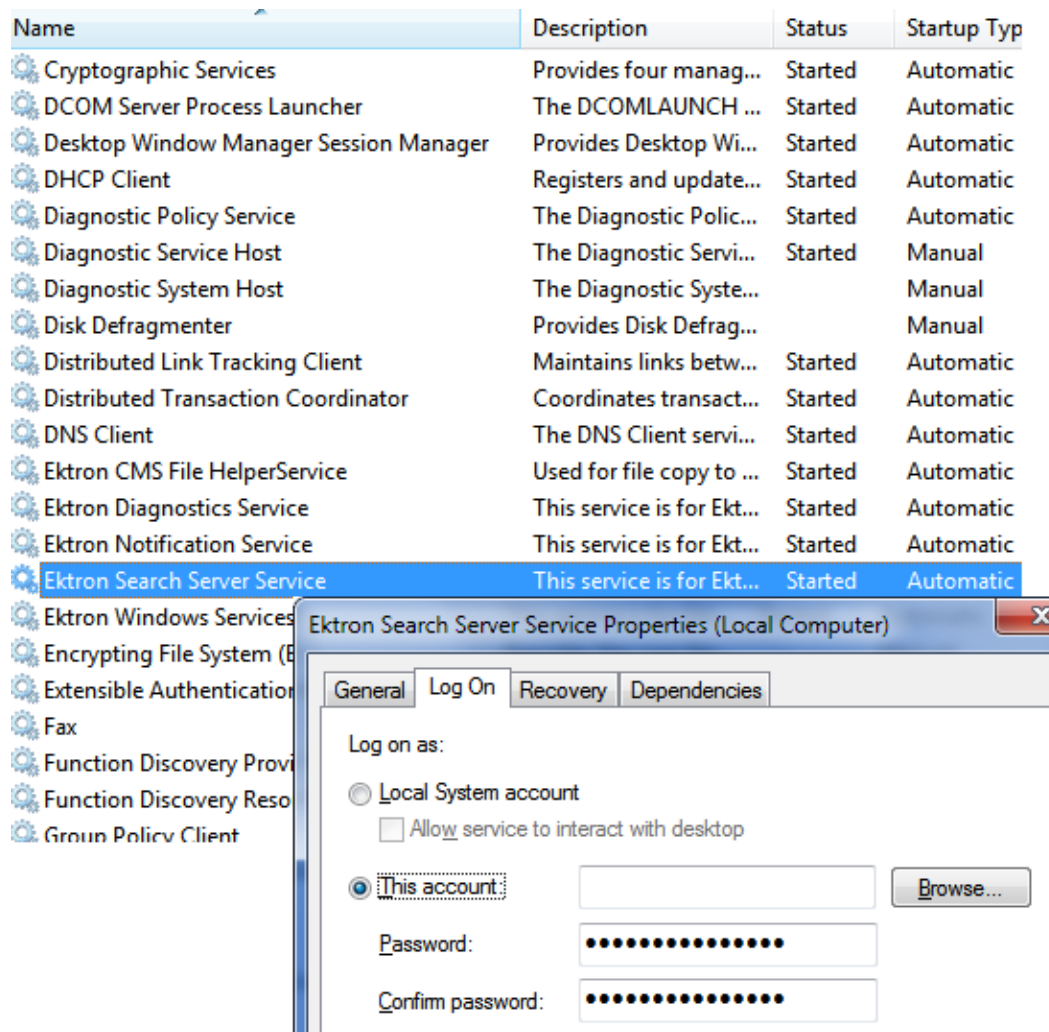 Name Description Status Startup Typ
Cryptographic Services Provides four manag... Started Automatic
DCOM Server Process Launcher The DCOMLAUNCH ... Started Automatic
Desktop Window Manager Session Manager Provides Desktop Wi... Started Automatic
DHCP Client Registers and update... Started Automatic
Diagnostic Policy Service The Diagnostic Polic... Started Automatic
Diagnostic Service Host The Diagnostic Servi... Started Manual
Diagnostic System Host The Diagnostic Syste... Manual
Disk Defragmenter Provides Disk Defrag... Manual
Distributed Link Tracking Client Maintains links betw... Started Automatic
Distributed Transaction Coordinator Coordinates transact... Started Automatic
DNS Client The DNS Client servi... Started Automatic
Ektron CMS File HelperService Used for file copy to ... Started Automatic
Ektron Diagnostics Service This service is for Ekt... Started Automatic
Ektron Notification Service This service is for Ekt... Started Automatic
Ektron Search Server Service This service is for Ekt... Started Automatic
Ektron Windows Services
Encrypting File System (E
Extensible Authentication
Fax
Function Discovery Provi
Function Discovery Reso
Group Policy Client
Ektron Search Server Service Properties (Local Computer)
General Log On Recovery Dependencies
Log on as:
Local System account
Allow service to interact with desktop
This account: Browse...
Password: •••••••••••••••
Confirm password: •••••••••••••••